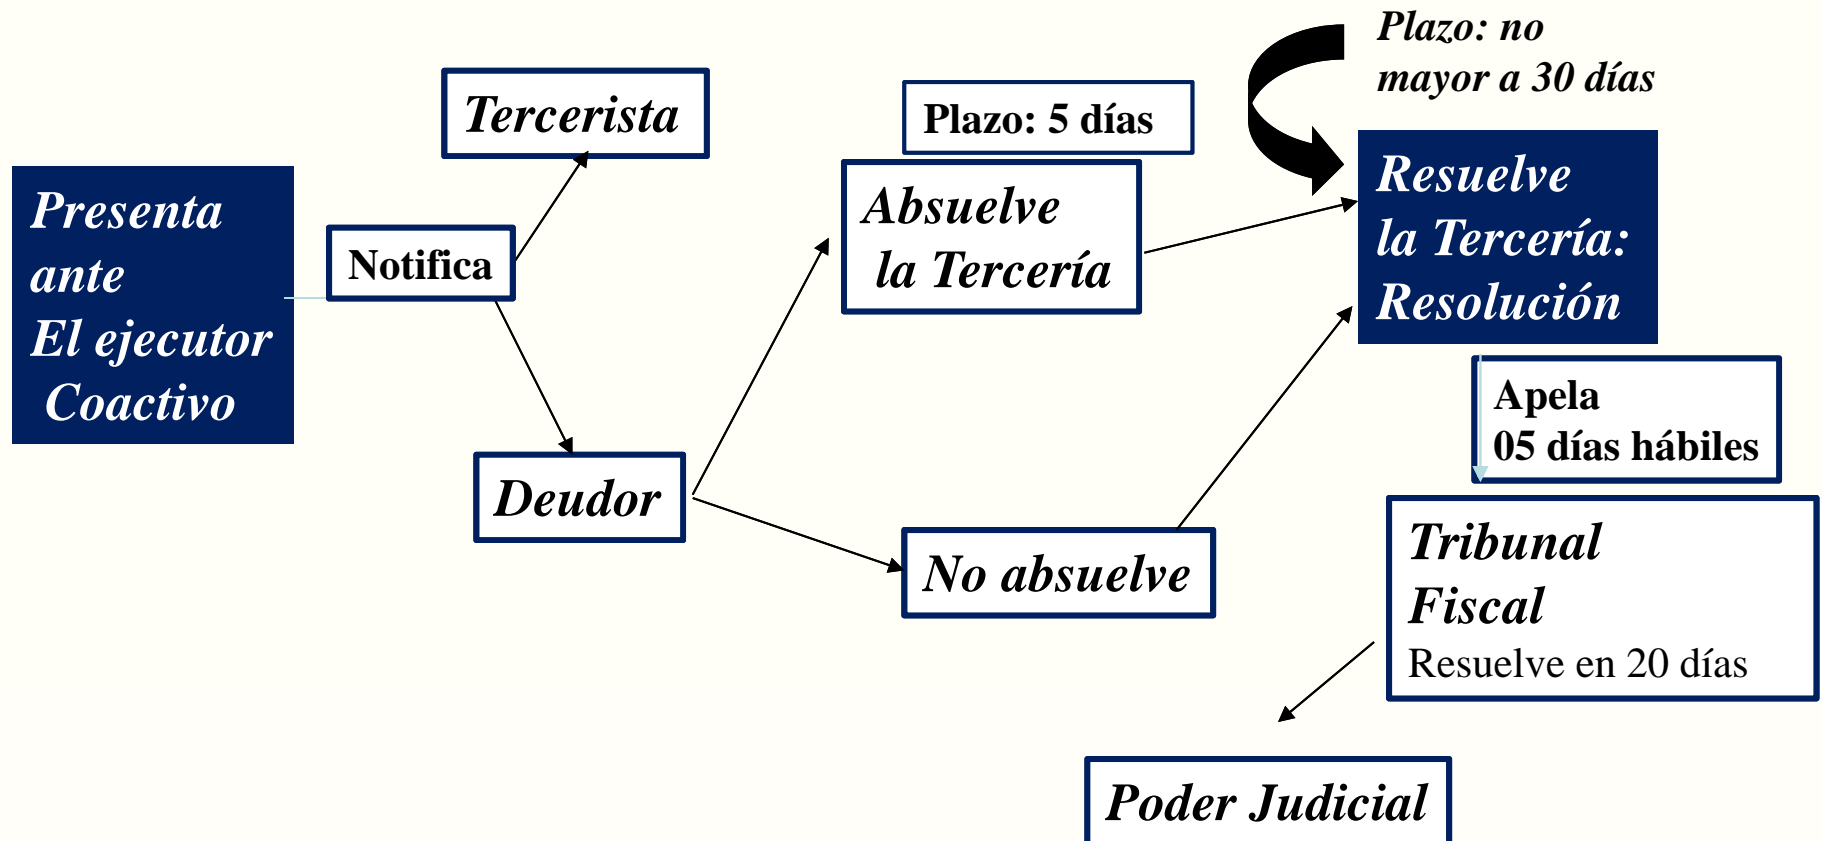 Presenta
ante
El ejecutor
Coactivo
Notifica
Tercerista
Deudor
Plazo: 5 días
Absuelve
la Tercería
No absuelve
Plazo: no
mayor a 30 días
Resuelve
la Tercería:
Resolución
Apela
05 días hábiles
Tribunal
Fiscal
Resuelve en 20 días
Poder Judicial